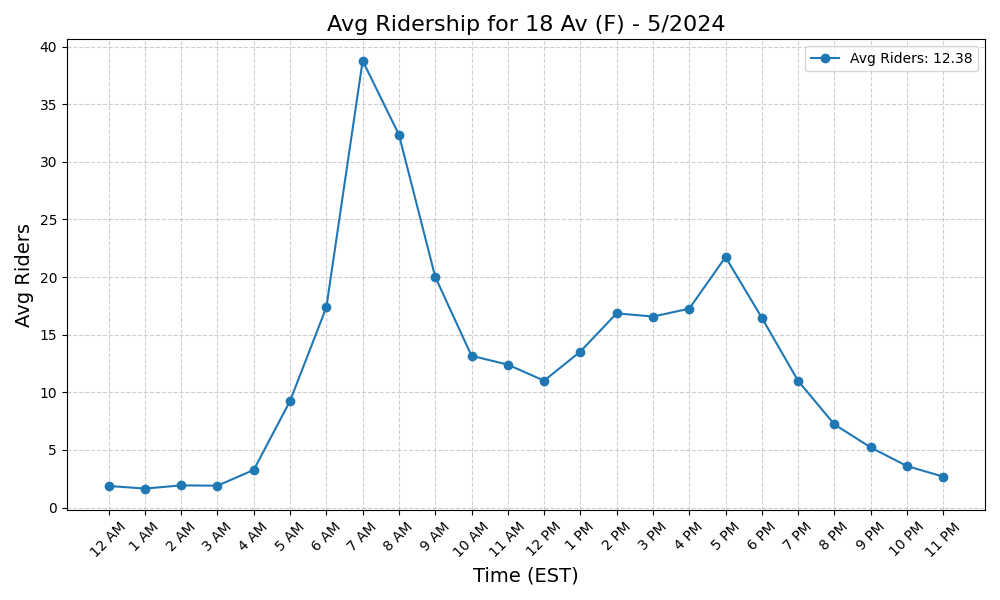 Avg Ridership for 18 Av (F) - 5/2024
Avg Riders: 12.38
Avg Riders
40
35
30
25
20
15
10
5
0
12 AM
1 AM
2 AM
3 AM
4 AM
5 AM
6 AM
7 AM
8 AM
9 AM
10 AM
11 AM
12 PM
1 PM
2 PM
3 PM
4 PM
5 PM
6 PM
7 PM
8 PM
9 PM
10 PM
11 PM
Time (EST)